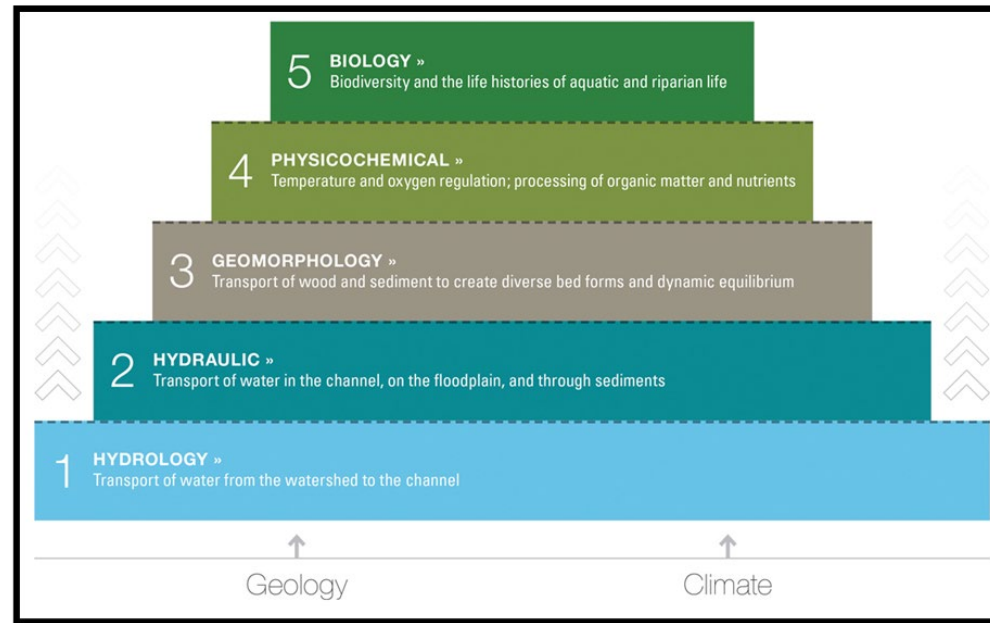 5 BIOLOGY »
Biodiversity and the life histories of aquatic and riparian life
4 PHYSICOCHEMICAL »
Temperature and oxygen regulation; processing of organic matter and nutrients
3 GEOMORPHOLOGY »
Transport of wood and sediment to create diverse bed forms and dynamic equilibrium
2 HYDRAULIC »
Transport of water in the channel, on the floodplain, and through sediments
1 HYDROLOGY »
Transport of water from the watershed to the channel
Geology Climate